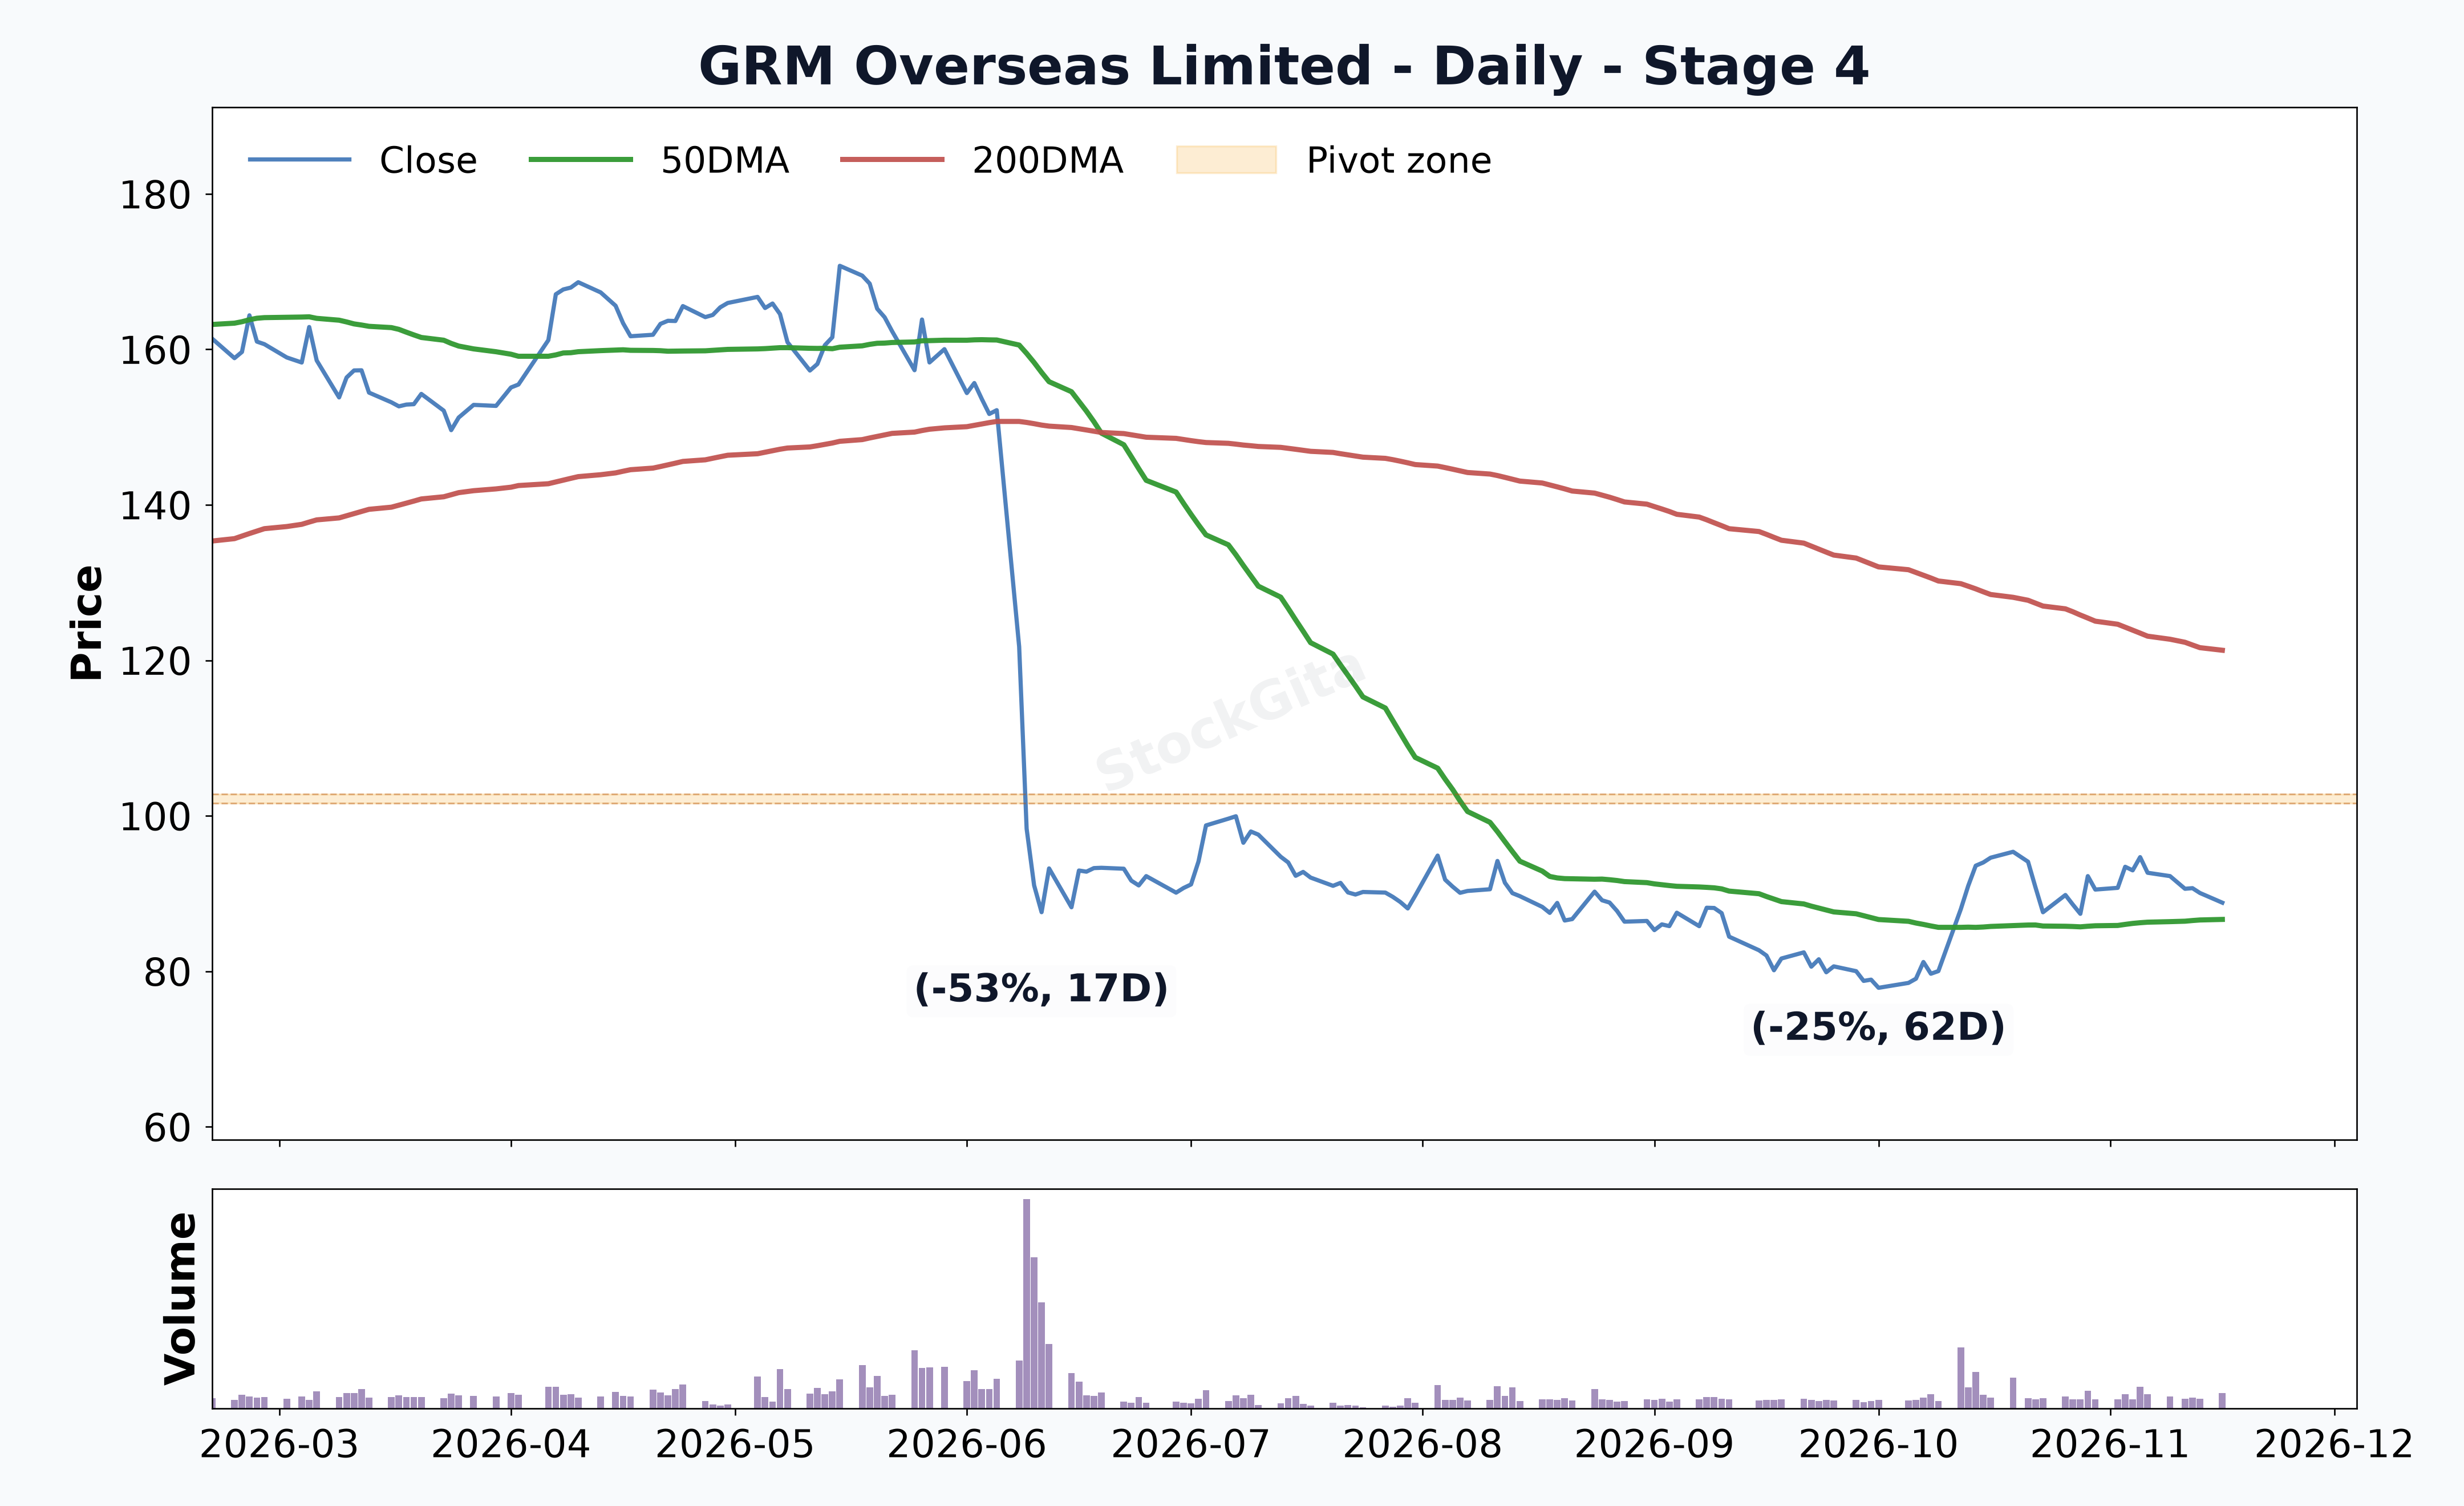 GRM Overseas Limited - Daily - Stage 4
Close 50DMA 200DMA Pivot zone
Price
180
160
140
120
100
80
60
StockGita
(-53%, 17D)
(-25%, 62D)
Volume
2026-03 2026-04 2026-05 2026-06 2026-07 2026-08 2026-09 2026-10 2026-11 2026-12